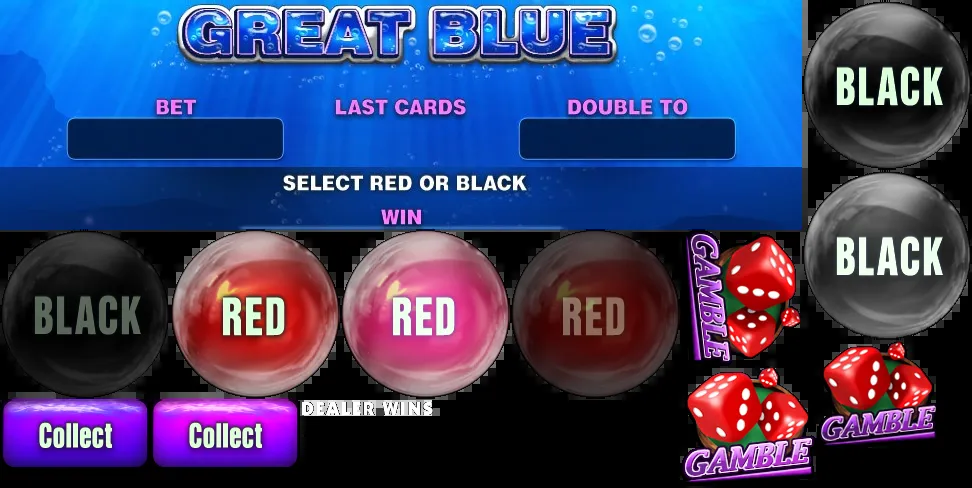 GREAT BLUE
BET
LAST CARDS
DOUBLE TO
SELECT RED OR BLACK
WIN
BLACK
BLACK
BLACK
RED
RED
RED
GAMBLE
Collect
Collect
DEALER WINS
GAMBLE
GAMBLE